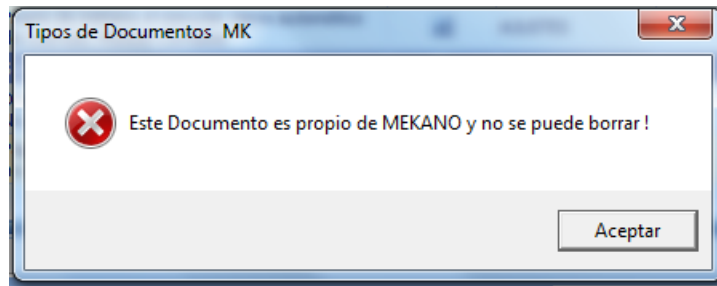 Tipos de Documentos MK
Este Documento es propio de MEKANO y no se puede borrar !
Aceptar